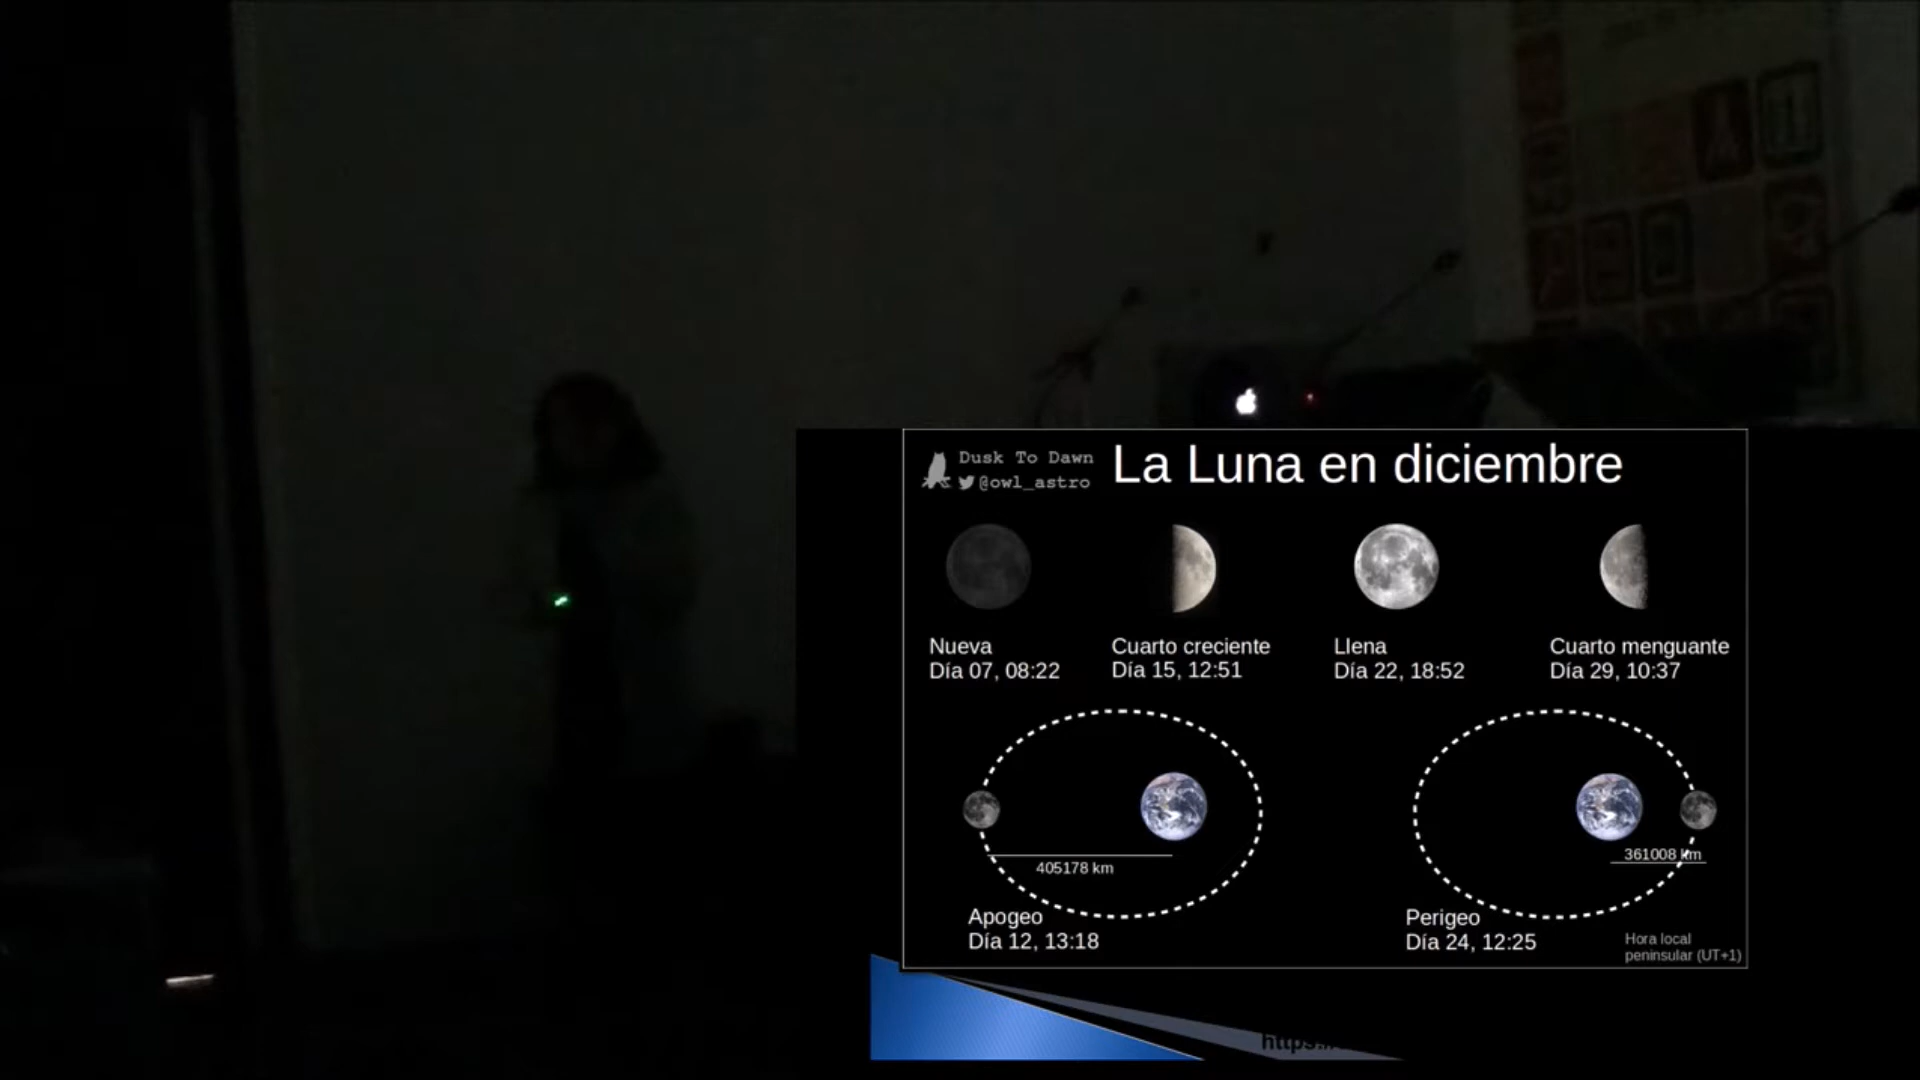 Dusk To Dawn
@owl_astro
La Luna en diciembre
Nueva
Día 07, 08:22
Cuarto creciente
Día 15, 12:51
Llena
Día 22, 18:52
Cuarto menguante
Día 29, 10:37
405178 km
Apogeo
Día 12, 13:18
361008 km
Perigeo
Día 24, 12:25
Hora local
peninsular (UT+1)